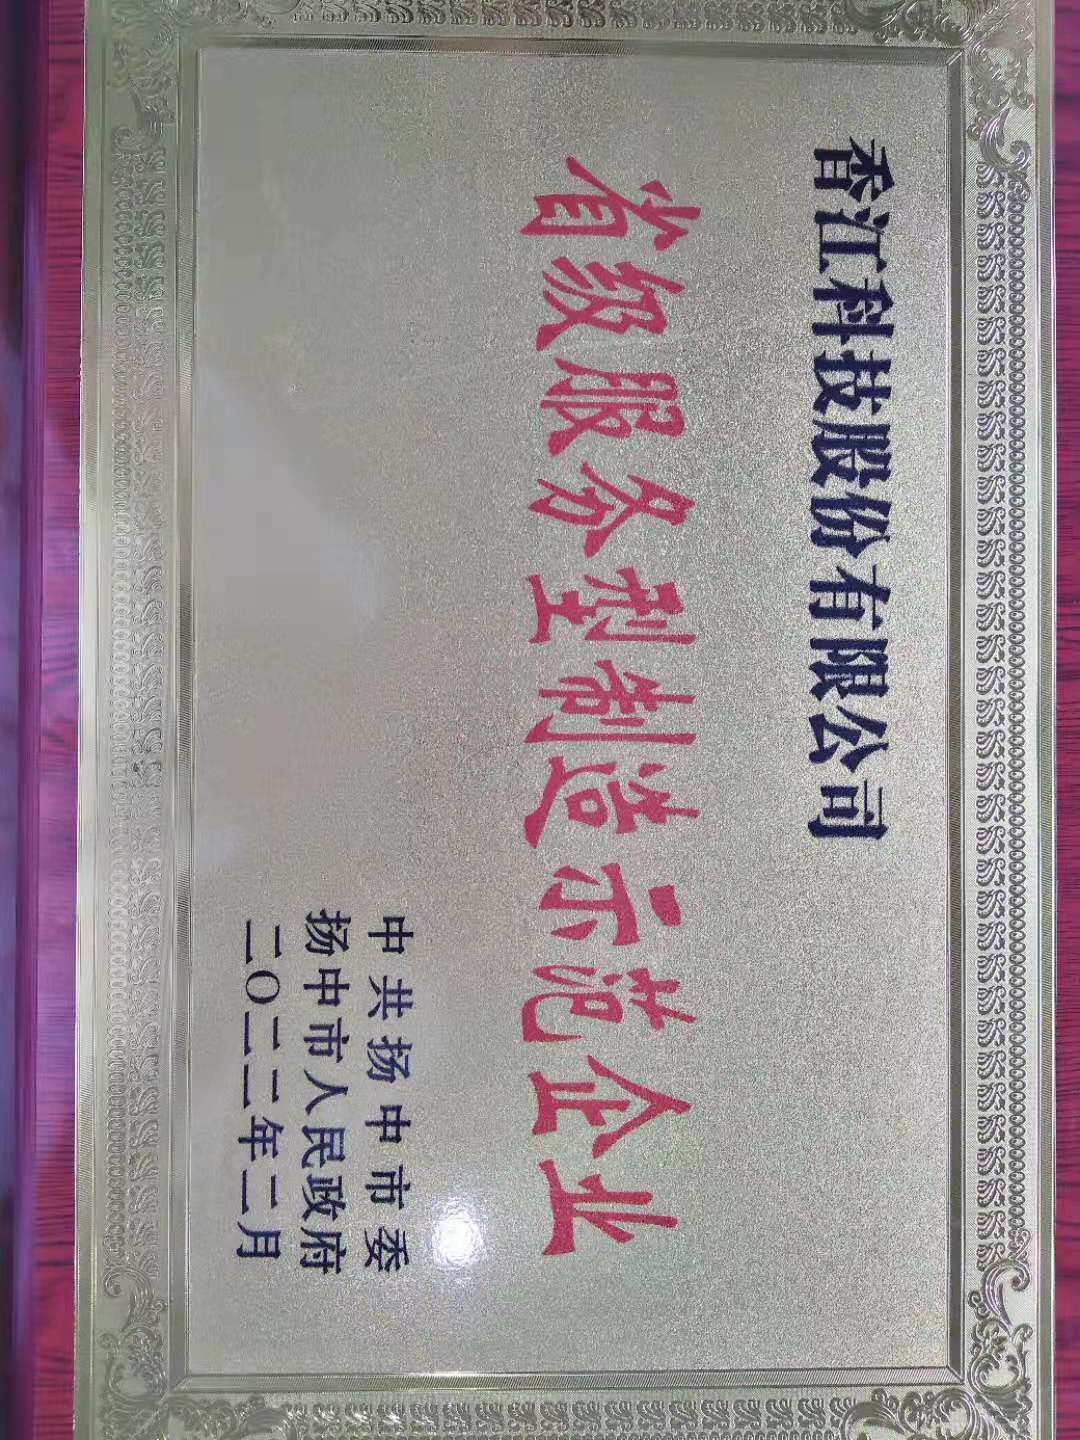 香江科技股份有限公司
省级服务型制造示范企业
中共扬中市委
扬中市人民政府
二〇二二年二月